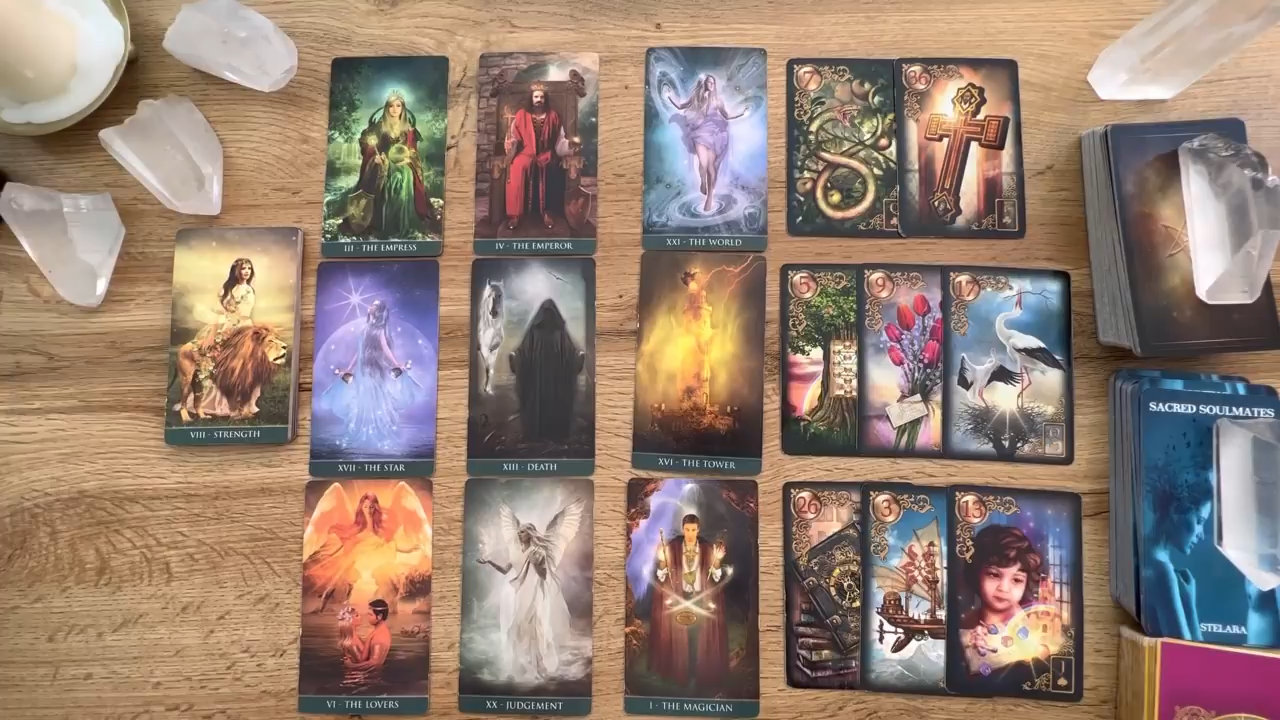 III · THE EMPRESS
IV · THE EMPEROR
XXI · THE WORLD
7
36
VIII · STRENGTH
XVII · THE STAR
XIII · DEATH
XVI · THE TOWER
5
9
17
VI · THE LOVERS
XX · JUDGEMENT
I · THE MAGICIAN
26
3
13
J
SACRED SOULMATES
STELARA